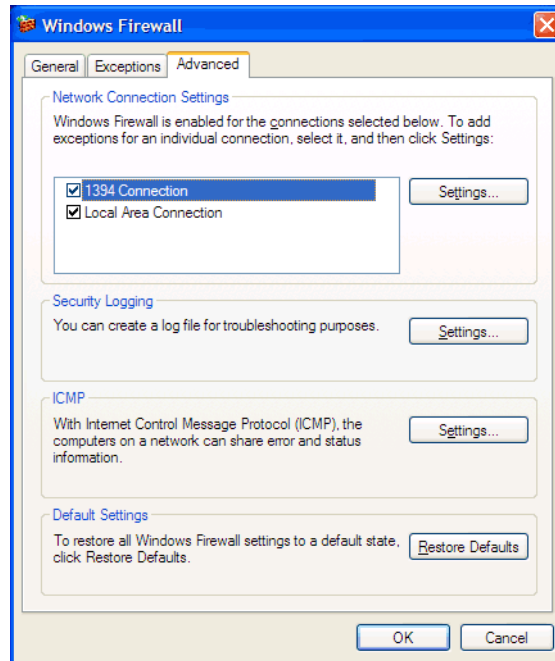 Windows Firewall
General
Exceptions
Advanced
Network Connection Settings
Windows Firewall is enabled for the connections selected below. To add
exceptions for an individual connection, select it, and then click Settings:
1394 Connection
Local Area Connection
Settings...
Security Logging
You can create a log file for troubleshooting purposes.
Settings...
ICMP
With Internet Control Message Protocol (ICMP), the
computers on a network can share error and status
information.
Settings...
Default Settings
To restore all Windows Firewall settings to a default state,
click Restore Defaults.
Restore Defaults
OK
Cancel